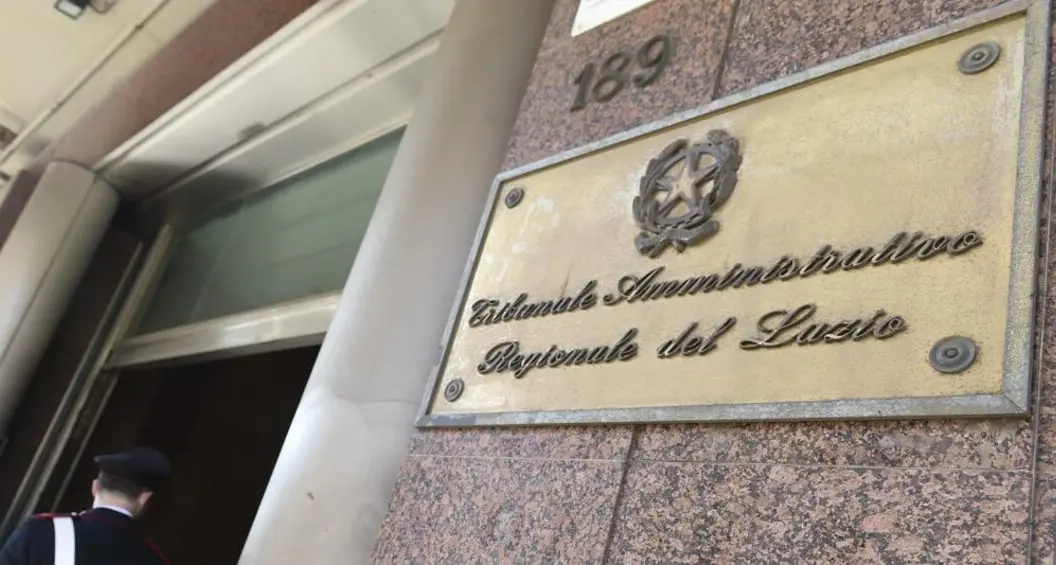 189
Tribunale Amministrativo
Regionale del Lazio